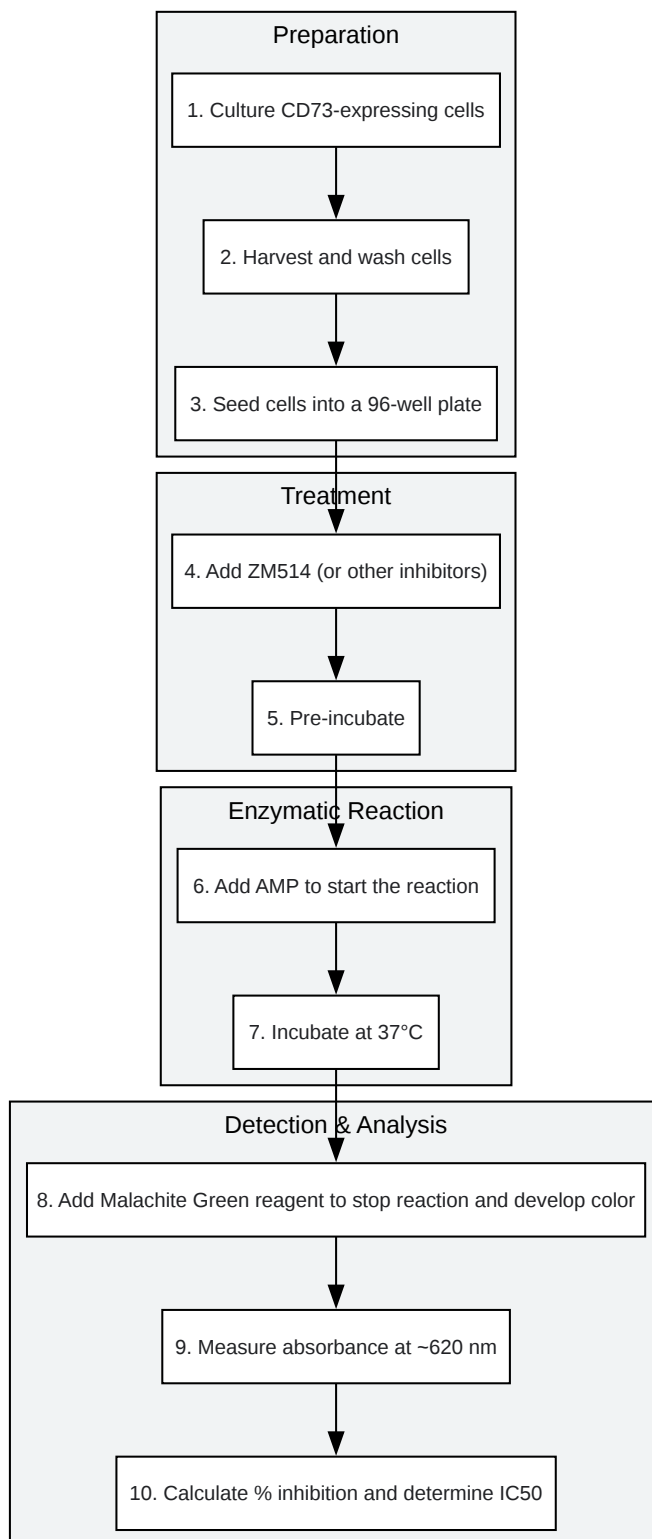 Preparation
1. Culture CD73-expressing cells
2. Harvest and wash cells
3. Seed cells into a 96-well plate
Treatment
4. Add ZM514 (or other inhibitors)
5. Pre-incubate
Enzymatic Reaction
6. Add AMP to start the reaction
7. Incubate at 37°C
Detection & Analysis
8. Add Malachite Green reagent to stop reaction and develop color
9. Measure absorbance at ~620 nm
10. Calculate % inhibition and determine IC50